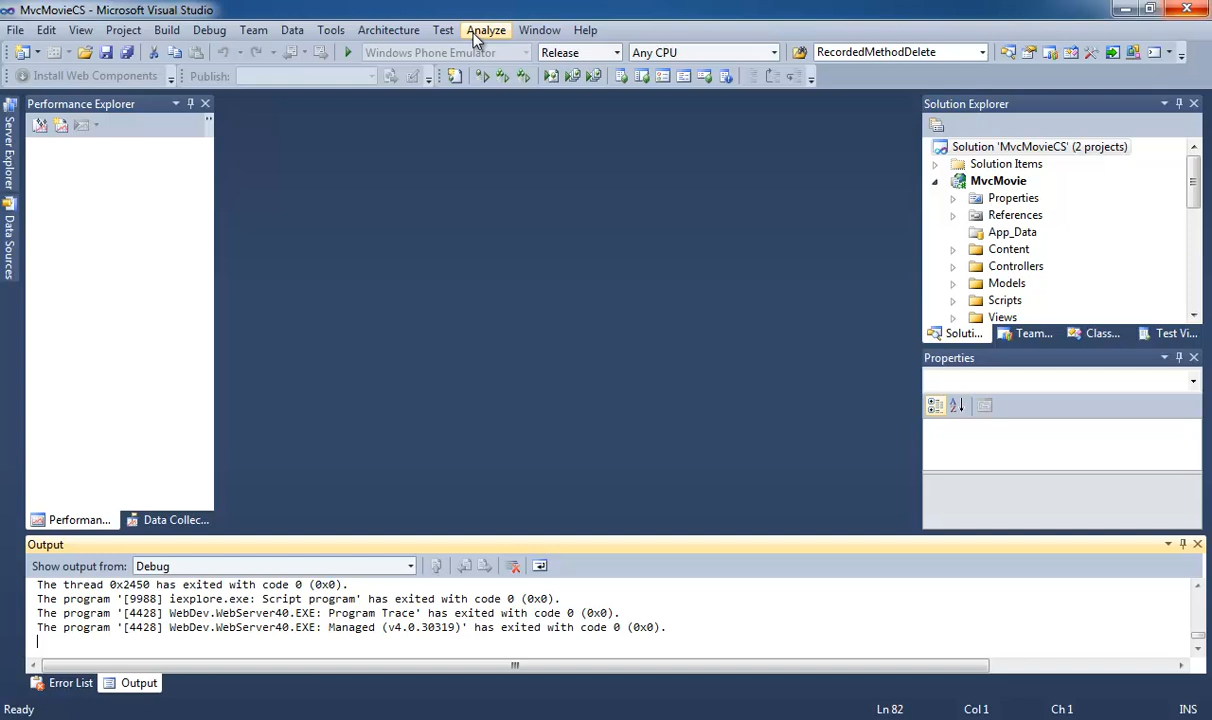 MvcMovieCS - Microsoft Visual Studio
File Edit View Project Build Debug Team Data Tools Architecture Test Analyze Window Help
Windows Phone Emulator Release Any CPU RecordedMethodDelete
Install Web Components Publish:
Server Explorer
Data Sources
Performance Explorer
Performan... Data Collec...
Solution Explorer
Solution 'MvcMovieCS' (2 projects)
Solution Items
MvcMovie
Properties
References
App_Data
Content
Controllers
Models
Scripts
Views
Soluti... Team... Class... Test Vi...
Properties
Output
Show output from: Debug
The thread 0x2450 has exited with code 0 (0x0).
The program '[9988] iexplore.exe: Script program' has exited with code 0 (0x0).
The program '[4428] WebDev.WebServer40.EXE: Program Trace' has exited with code 0 (0x0).
The program '[4428] WebDev.WebServer40.EXE: Managed (v4.0.30319)' has exited with code 0 (0x0).
Error List Output
Ready Ln 82 Col 1 Ch 1 INS